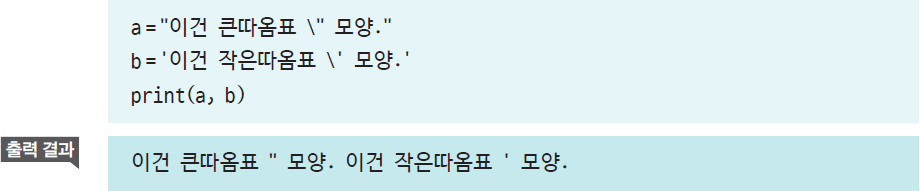 a="이건 큰따옴표 \" 모양."
b='이건 작은따옴표 \' 모양.'
print(a, b)
출력 결과
이건 큰따옴표 " 모양. 이건 작은따옴표 ' 모양.